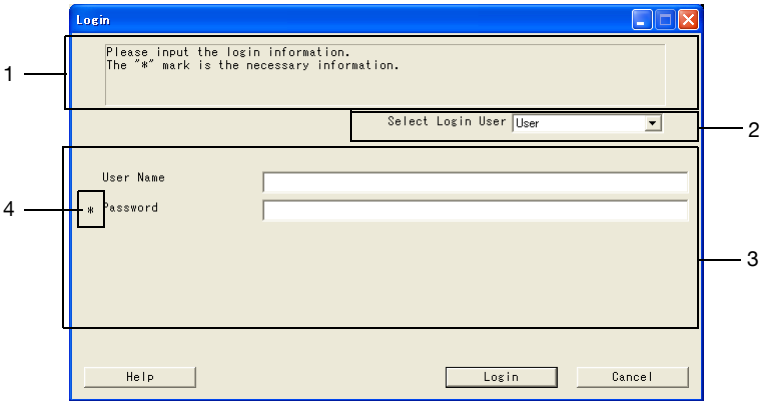 Login
1
Please input the login information.
The "*" mark is the necessary information.
Select Login User User
2
User Name
4
* Password
3
Help Login Cancel